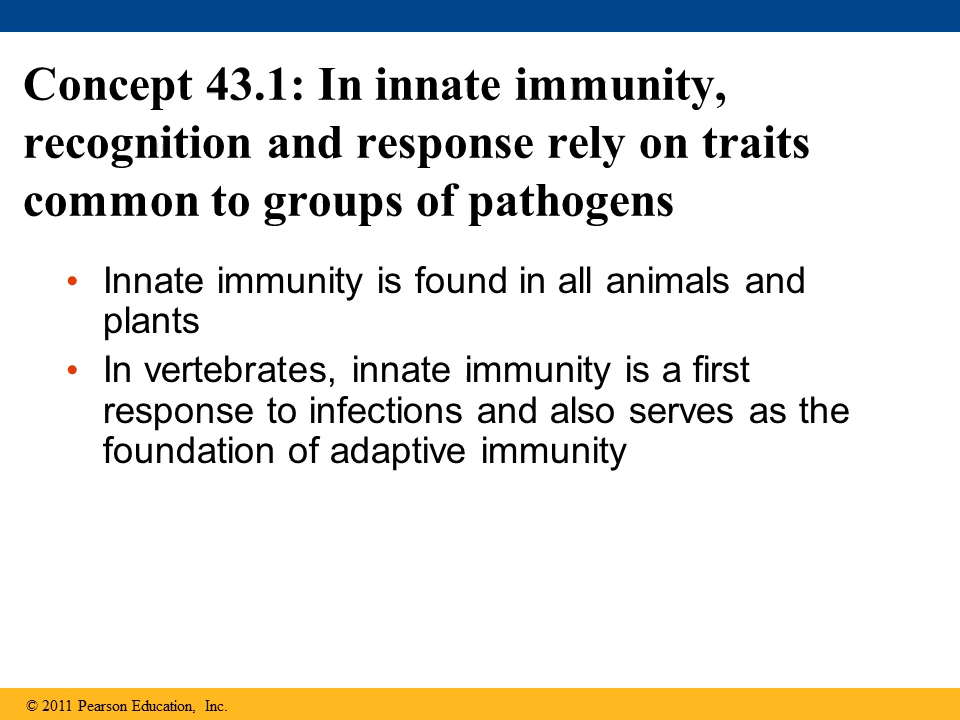 Concept 43.1: In innate immunity,
recognition and response rely on traits
common to groups of pathogens
• Innate immunity is found in all animals and
plants
• In vertebrates, innate immunity is a first
response to infections and also serves as the
foundation of adaptive immunity
© 2011 Pearson Education, Inc.